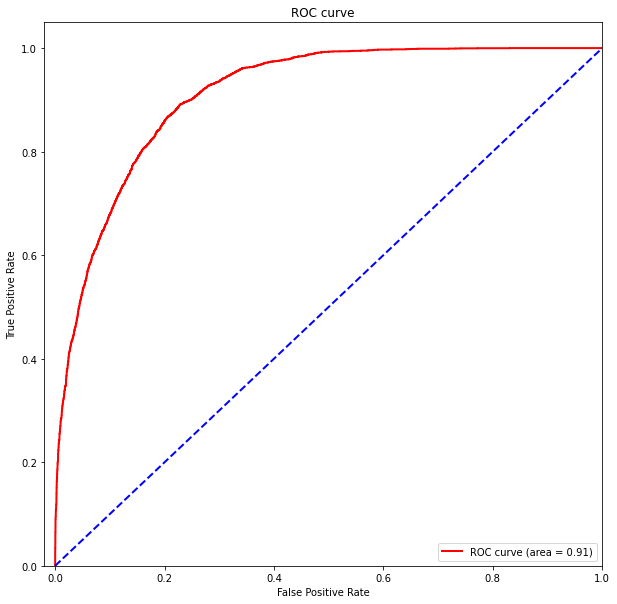 ROC curve
1.0
0.8
0.6
0.4
0.2
0.0
True Positive Rate
ROC curve (area = 0.91)
0.0 0.2 0.4 0.6 0.8 1.0
False Positive Rate